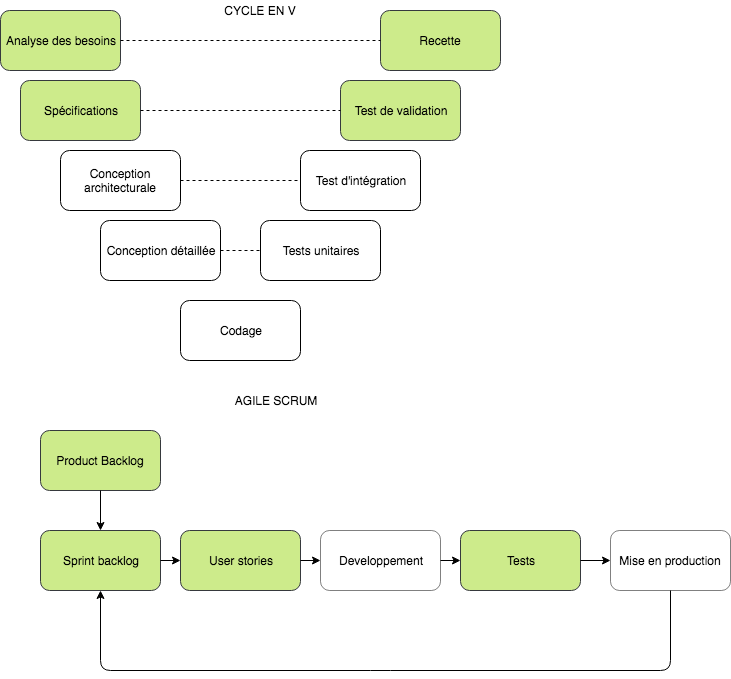 CYCLE EN V
Analyse des besoins
Recette
Spécifications
Test de validation
Conception
architecturale
Test d'intégration
Conception détaillée
Tests unitaires
Codage
AGILE SCRUM
Product Backlog
Sprint backlog
User stories
Developpement
Tests
Mise en production